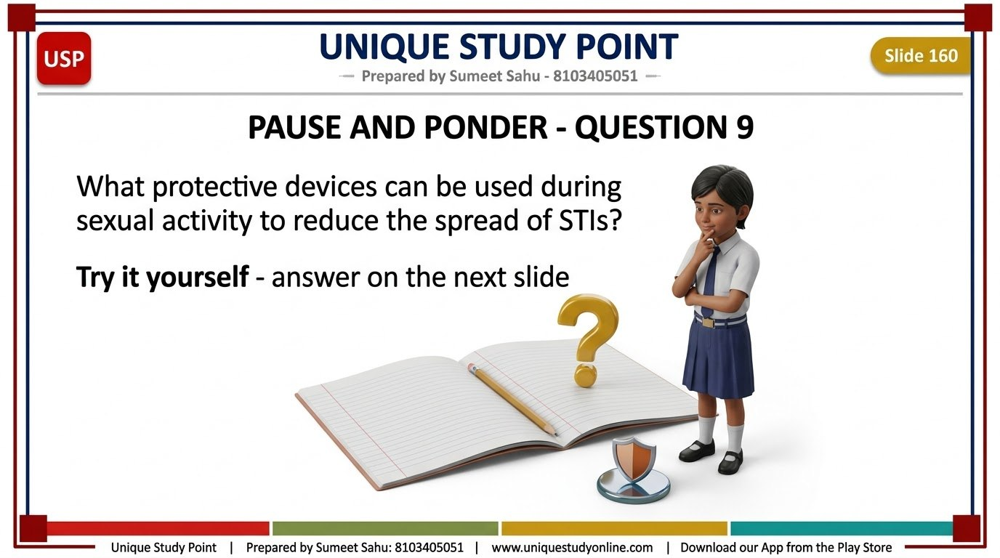 USP
UNIQUE STUDY POINT
Prepared by Sumeet Sahu - 8103405051
Slide 160
PAUSE AND PONDER - QUESTION 9
What protective devices can be used during
sexual activity to reduce the spread of STIs?
Try it yourself - answer on the next slide
Unique Study Point | Prepared by Sumeet Sahu: 8103405051 | www.uniquestudyonline.com | Download our App from the Play Store